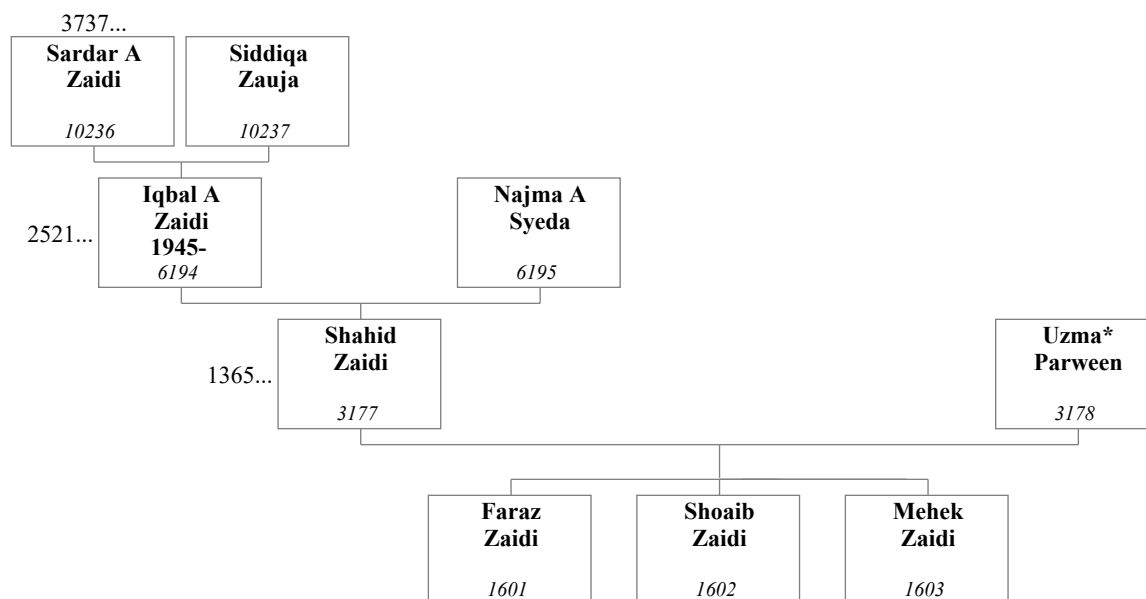 3737...
Sardar A
Zaidi
10236
Siddiqa
Zauja
10237
2521...
Iqbal A
Zaidi
1945-
6194
Najma A
Syeda
6195
1365...
Shahid
Zaidi
3177
Uzma*
Parween
3178
Faraz
Zaidi
1601
Shoaib
Zaidi
1602
Mehek
Zaidi
1603